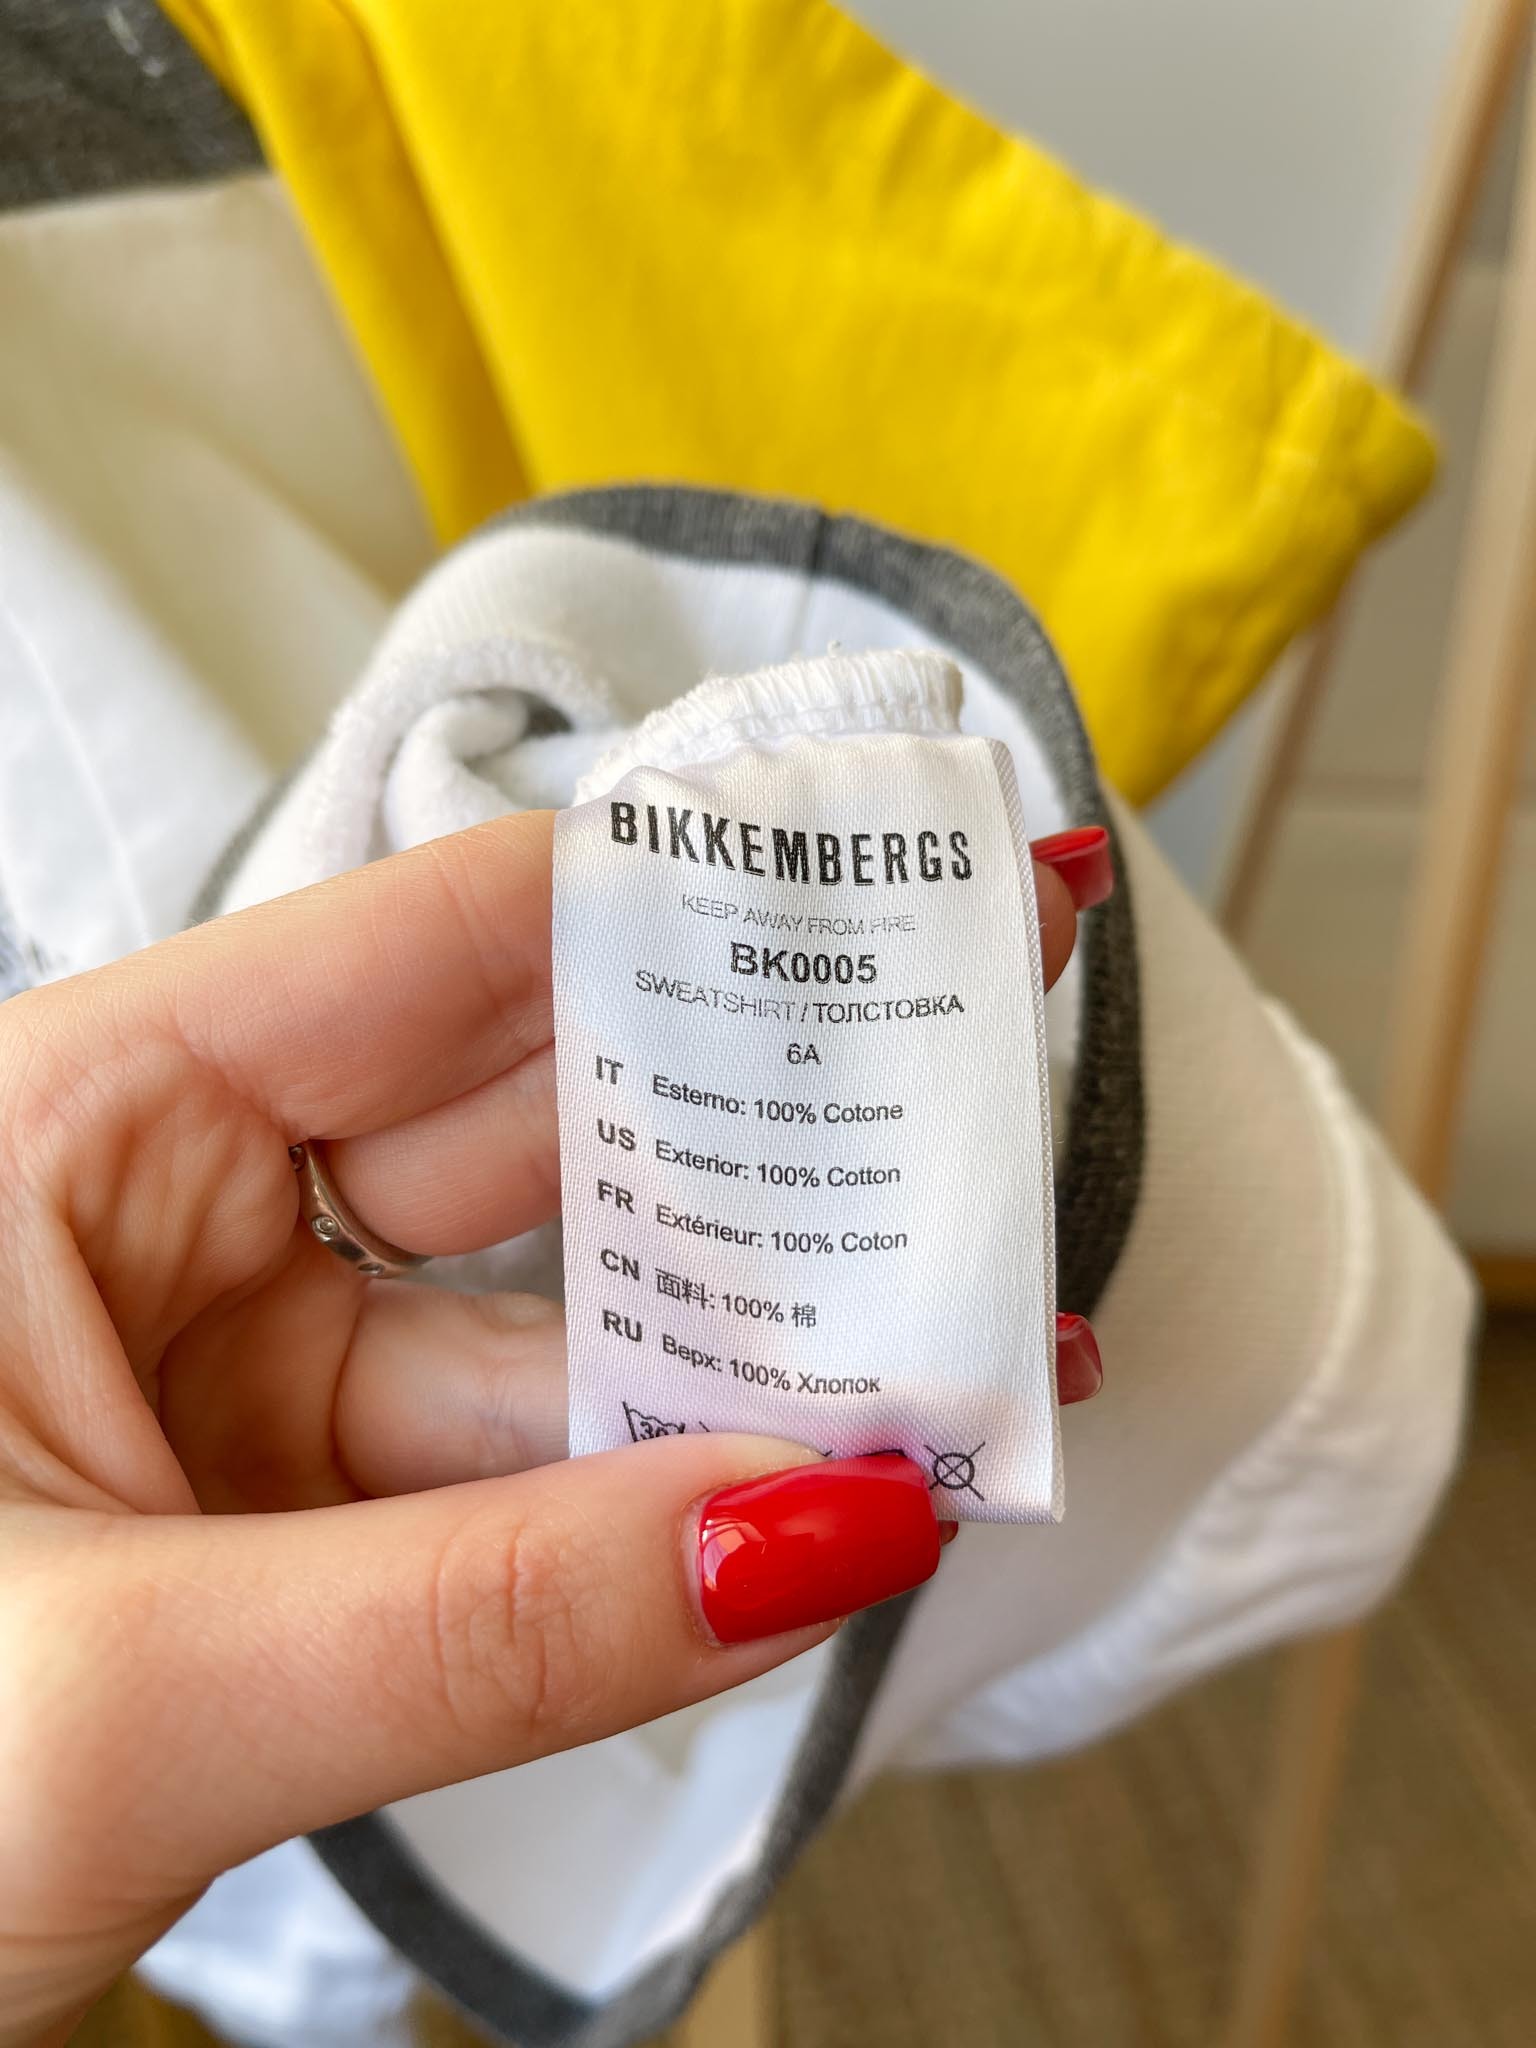 BIKKEMBERGS
KEEP AWAY FROM FIRE
BK0005
SWEATSHIRT / ТОЛСТОВКА
6A
IT Esterno: 100% Cotone
US Exterior: 100% Cotton
FR Extérieur: 100% Coton
CN 面料: 100% 棉
RU Верх: 100% Хлопок
30